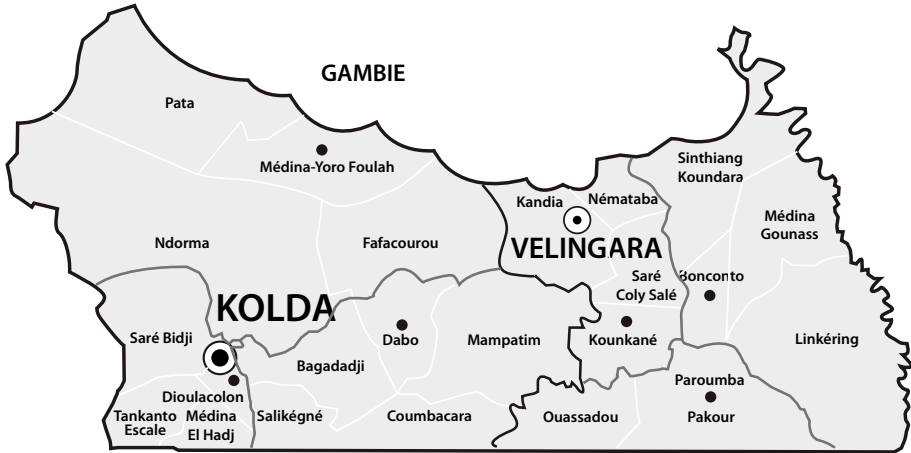 GAMBIE
Pata
Médina-Yoro Foulah
Sinthiang
Koundara
Kandia
Némataba
Médina
Gounass
Ndorma
Fafacourou
VELINGARA
Saré
Coly Salé
Bonconto
KOLDA
Saré Bidji
Dabo
Mampatim
Kounkané
Linkéring
Bagadadji
Paroumba
Dioulacolon
Tankanto
Escale
Médina
El Hadj
Salikégné
Coumbacara
Ouassadou
Pakour